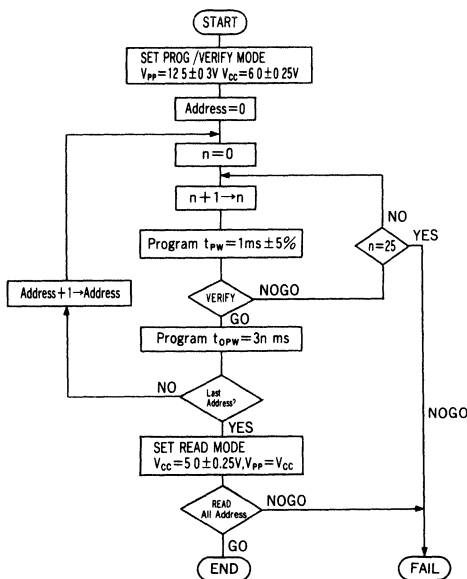 START
SET PROG /VERIFY MODE
VPP=12 5±0.3V VCC=6 0±0.25V
Address=0
n=0
n+1→n
NO
YES
n=25
Program tPW=1ms±5%
Address+1→Address
VERIFY
NOGO
GO
Program tOPW=3n ms
NO
Last
Address?
NOGO
YES
SET READ MODE
VCC=5 0±0.25V,VPP=VCC
READ
All Address
NOGO
GO
END
FAIL